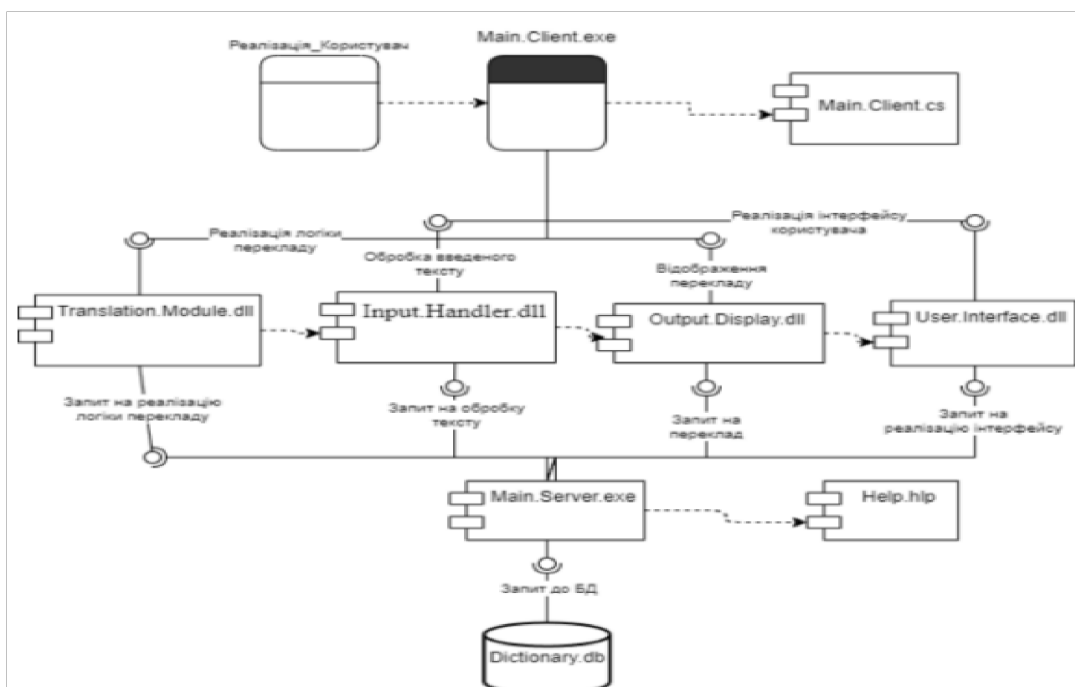 Реалізація_Користувач
Main.Client.exe
Main.Client.cs
Реалізація логіки
перекладу
Обробка введеного
тексту
Відображення
перекладу
Реалізація інтерфейсу
користувача
Translation.Module.dll
Input.Handler.dll
Output.Display.dll
User.Interface.dll
Запит на реалізацію
логіки перекладу
Запит на обробку
тексту
Запит на
переклад
Запит на
реалізацію інтерфейсу
Main.Server.exe
Help.hlp
Запит до БД
Dictionary.db